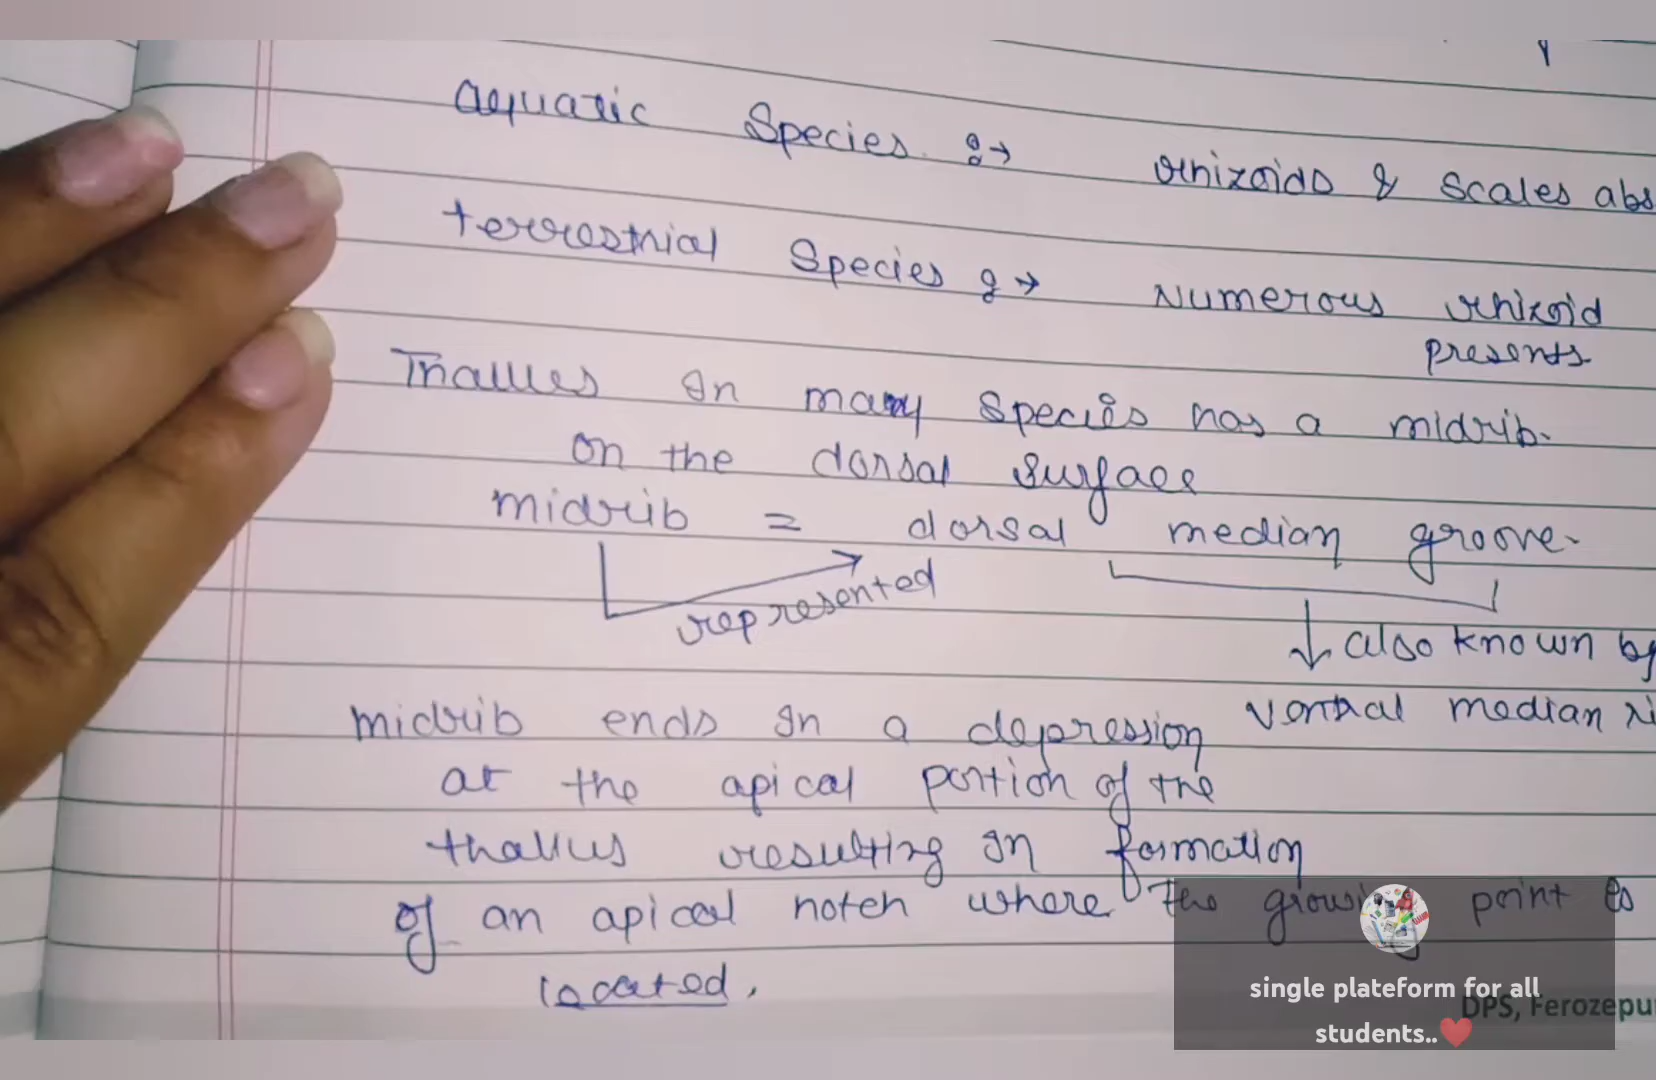 aquatic Species :→ rhizoids & scales abs
terrestrial Species :→ Numerous rhizoid
presents
Thallus In many species has a midrib.
on the dorsal surface
midrib = dorsal median groove.
represented
also known by
ventral median ri
midrib ends In a depression
at the apical portion of the
thallus resulting In formation
of an apical notch where the growing point is
located.
single plateform for all
students..❤️
DPS, Ferozepu